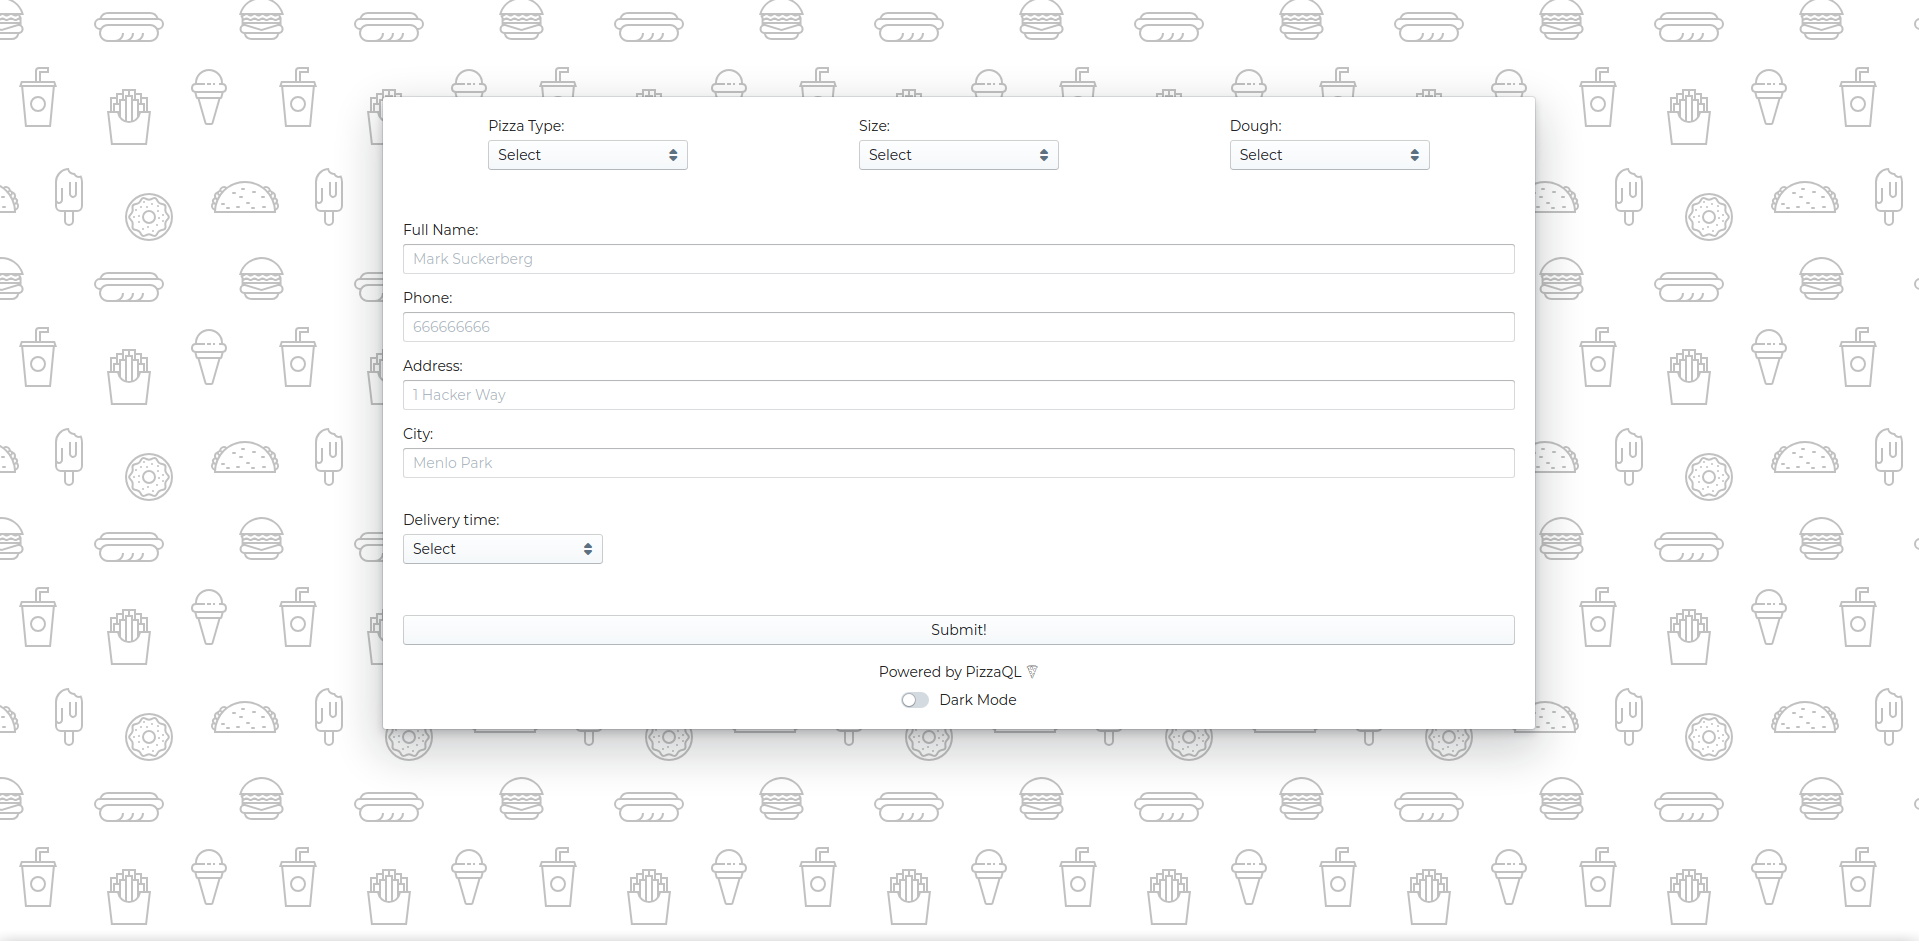 Pizza Type: Size: Dough:
Select Select Select
Full Name:
Mark Suckerberg
Phone:
666666666
Address:
1 Hacker Way
City:
Menlo Park
Delivery time:
Select
Submit!
Powered by PizzaQL
Dark Mode